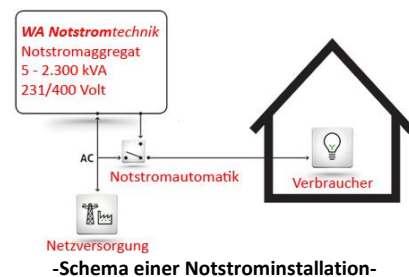 WA Notstromtechnik
Notstromaggregat
5 - 2.300 kVA
231/400 Volt
AC
Notstromautomatik
Verbraucher
Netzversorgung
-Schema einer Notstrominstallation-